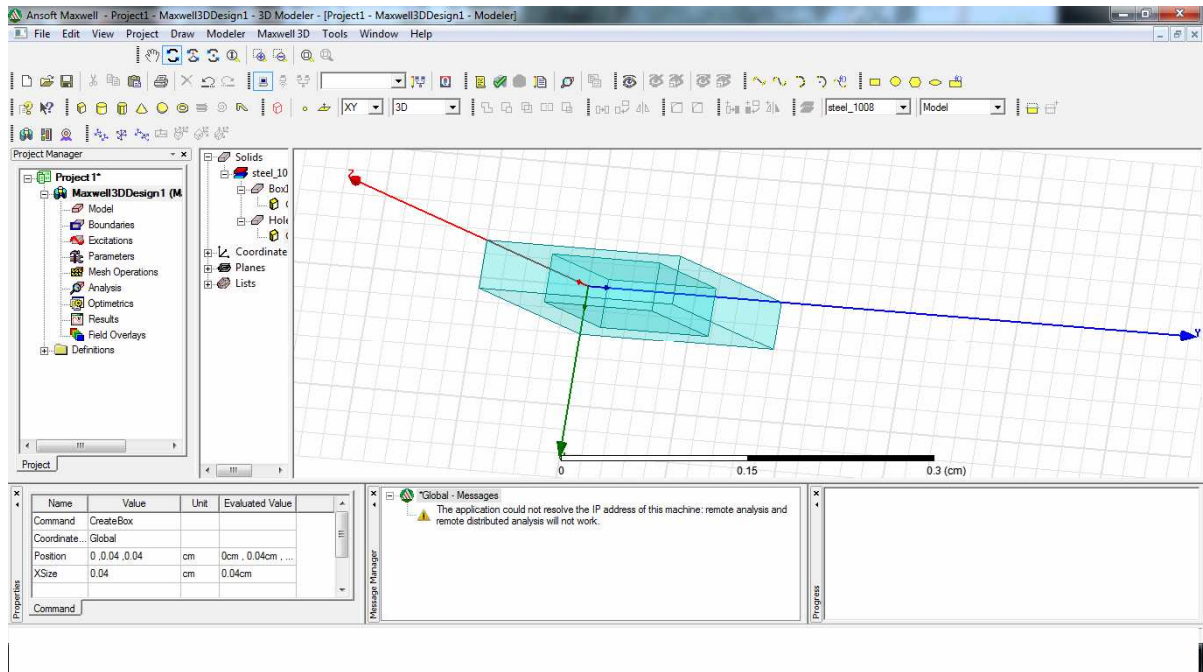 Ansoft Maxwell - Project1 - Maxwell3DDesign1 - 3D Modeler - [Project1 - Maxwell3DDesign1 - Modeler]
File Edit View Project Draw Modeler Maxwell 3D Tools Window Help
XY 3D steel_1008 Model
Project Manager
Project1*
Maxwell3DDesign1 (M
Model
Boundaries
Excitations
Parameters
Mesh Operations
Analysis
Optimetrics
Results
Field Overlays
Definitions
Project
Solids
steel_10
Box1
Hole
Coordinate
Planes
Lists
Z
Y
0 0.15 0.3 (cm)
Properties
Name Value Unit Evaluated Value
Command CreateBox
Coordinate... Global
Position 0 ,0.04 ,0.04 cm 0cm , 0.04cm , ...
XSize 0.04 cm 0.04cm
Command
Message Manager
*Global - Messages
The application could not resolve the IP address of this machine: remote analysis and
remote distributed analysis will not work.
Progress